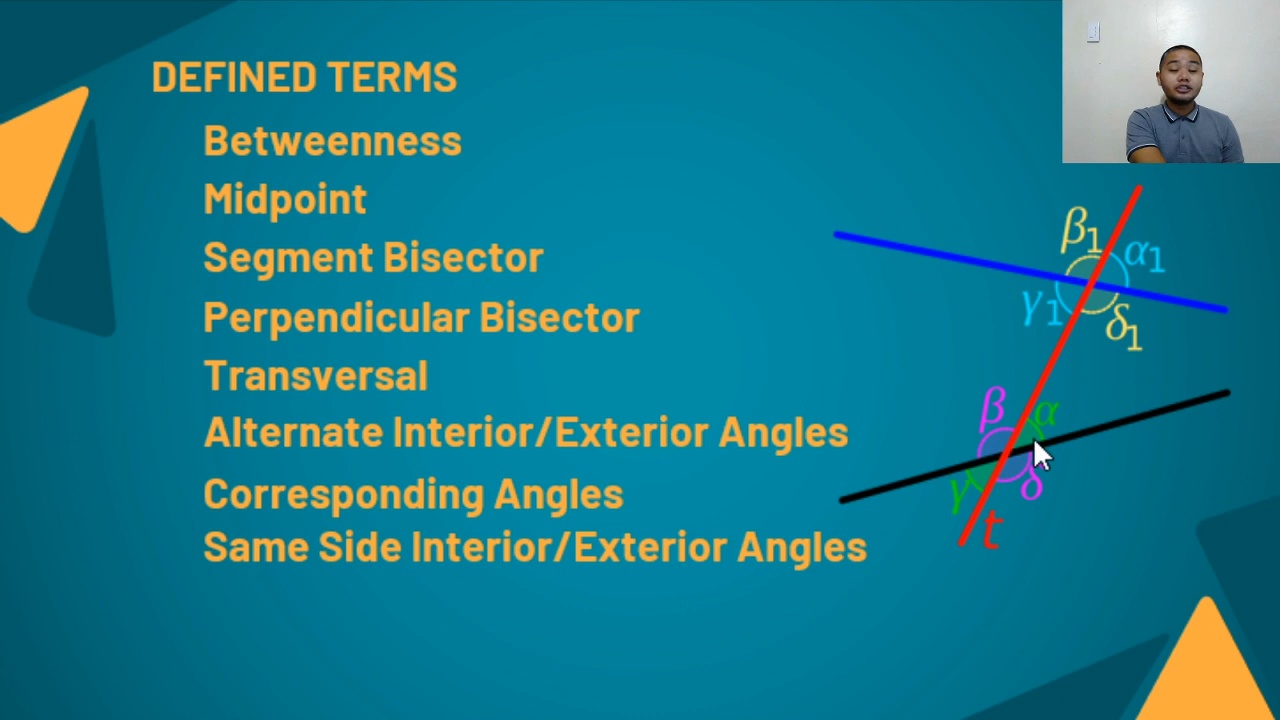 DEFINED TERMS
Betweenness
Midpoint
Segment Bisector
Perpendicular Bisector
Transversal
Alternate Interior/Exterior Angles
Corresponding Angles
Same Side Interior/Exterior Angles
β1
α1
γ1
δ1
β
α
γ
δ
t